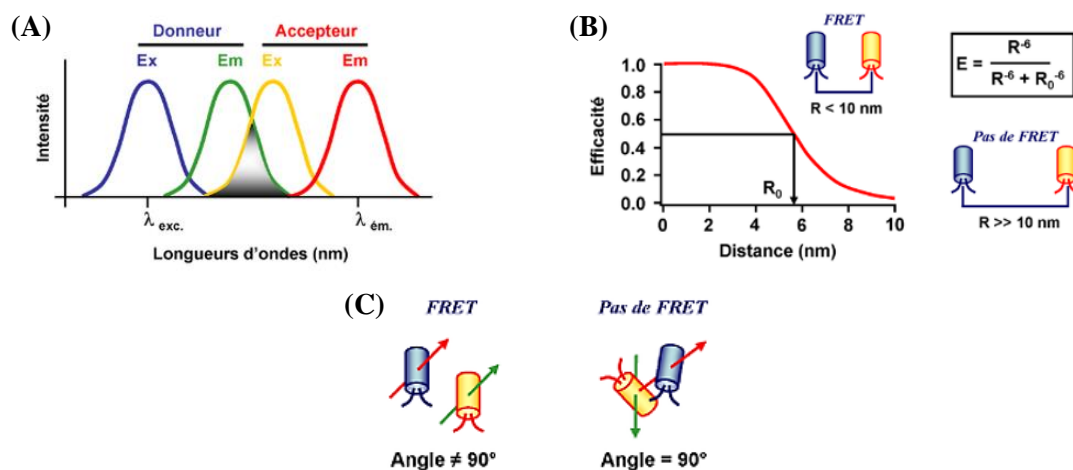 (A)
Donneur Accepteur
Ex Em Ex Em
Intensité
λ exc. λ ém.
Longueurs d'ondes (nm)
(B)
FRET
R < 10 nm
1.0
0.8
0.6
0.4
0.2
0.0
Efficacité
R0
0 2 4 6 8 10
Distance (nm)
E = R-6 / R-6 + R0-6
Pas de FRET
R >> 10 nm
(C)
FRET Pas de FRET
Angle ≠ 90° Angle = 90°